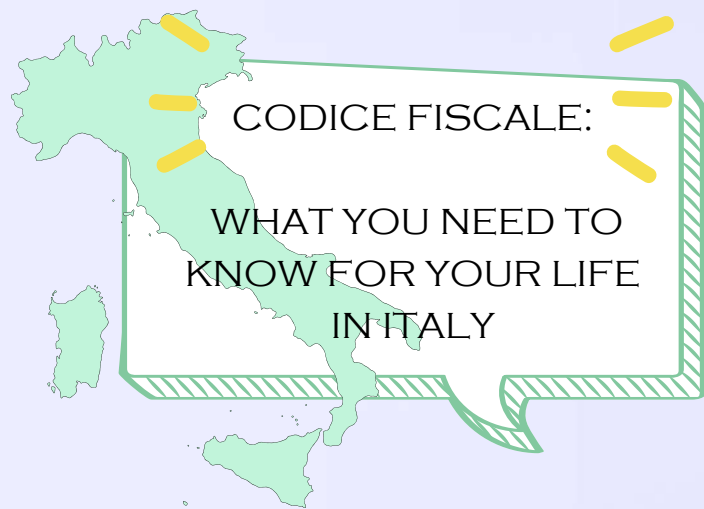 CODICE FISCALE:
WHAT YOU NEED TO
KNOW FOR YOUR LIFE
IN ITALY